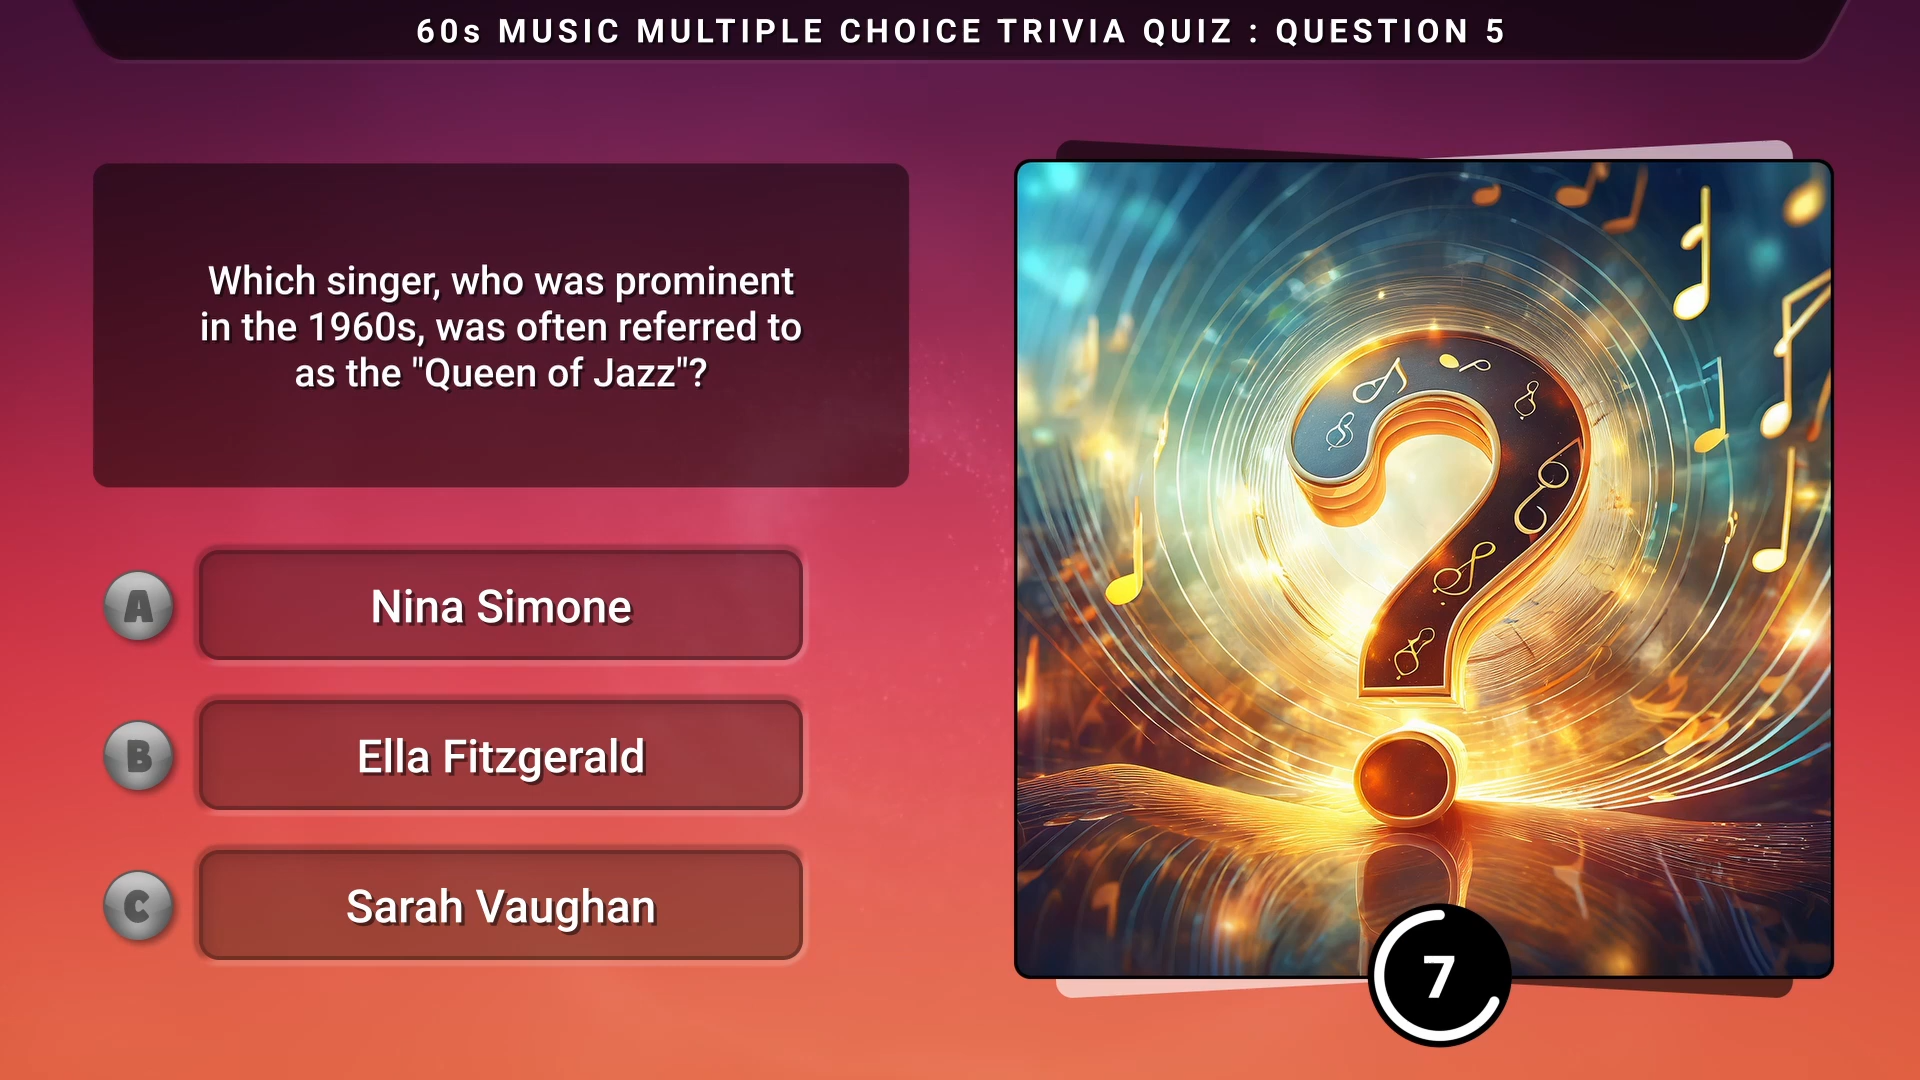 60s MUSIC MULTIPLE CHOICE TRIVIA QUIZ : QUESTION 5
Which singer, who was prominent
in the 1960s, was often referred to
as the "Queen of Jazz"?
A Nina Simone
B Ella Fitzgerald
C Sarah Vaughan
7